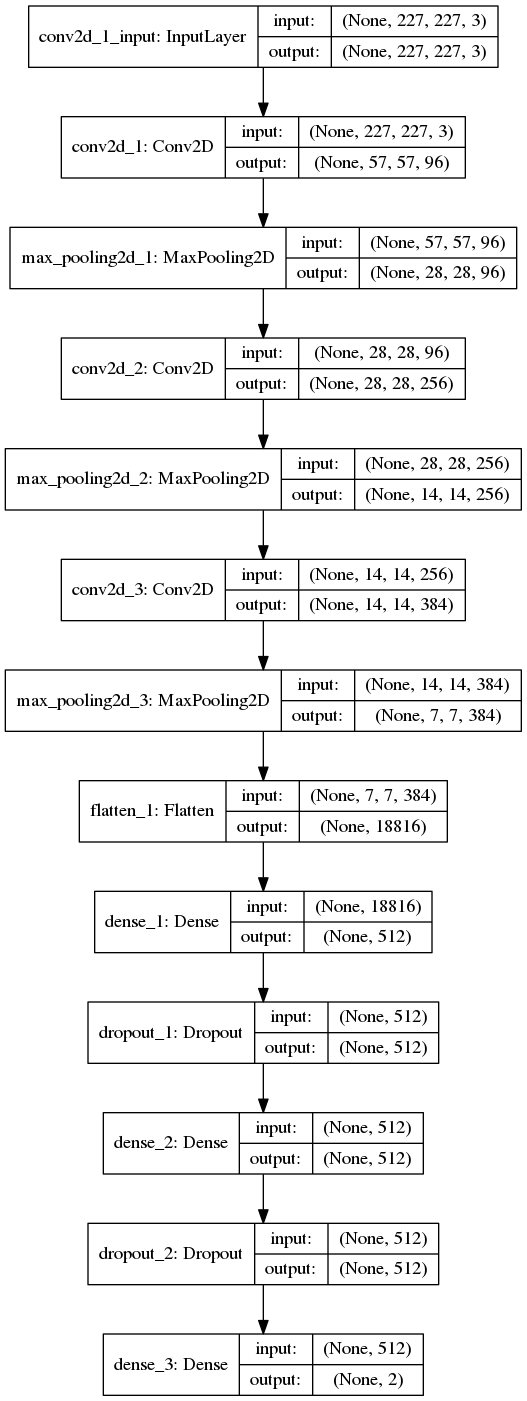 conv2d_1_input: InputLayer
input: (None, 227, 227, 3)
output: (None, 227, 227, 3)
conv2d_1: Conv2D
input: (None, 227, 227, 3)
output: (None, 57, 57, 96)
max_pooling2d_1: MaxPooling2D
input: (None, 57, 57, 96)
output: (None, 28, 28, 96)
conv2d_2: Conv2D
input: (None, 28, 28, 96)
output: (None, 28, 28, 256)
max_pooling2d_2: MaxPooling2D
input: (None, 28, 28, 256)
output: (None, 14, 14, 256)
conv2d_3: Conv2D
input: (None, 14, 14, 256)
output: (None, 14, 14, 384)
max_pooling2d_3: MaxPooling2D
input: (None, 14, 14, 384)
output: (None, 7, 7, 384)
flatten_1: Flatten
input: (None, 7, 7, 384)
output: (None, 18816)
dense_1: Dense
input: (None, 18816)
output: (None, 512)
dropout_1: Dropout
input: (None, 512)
output: (None, 512)
dense_2: Dense
input: (None, 512)
output: (None, 512)
dropout_2: Dropout
input: (None, 512)
output: (None, 512)
dense_3: Dense
input: (None, 512)
output: (None, 2)